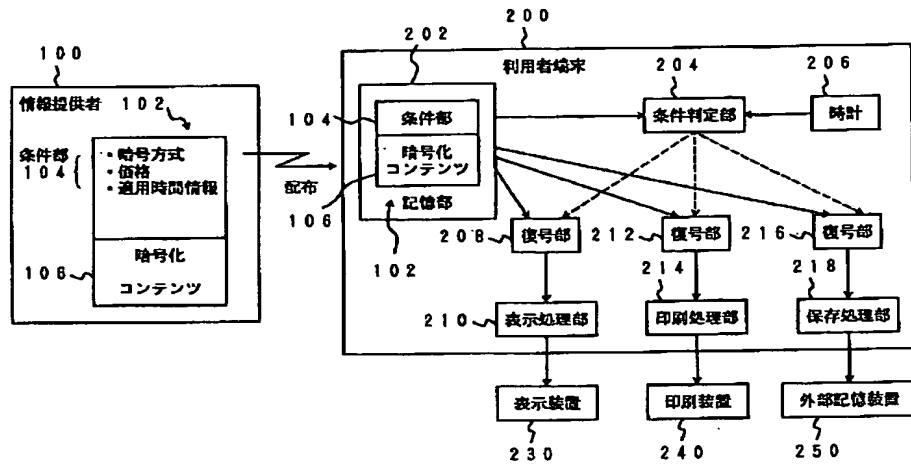 100
情報提供者
102
条件部
104
・暗号方式
・価格
・適用時間情報
暗号化
コンテンツ
106
配布
200
利用者端末
202
104
条件部
暗号化
コンテンツ
記憶部
106
102
204
条件判定部
206
時計
208
復号部
212
復号部
216
復号部
210
表示処理部
214
印刷処理部
218
保存処理部
表示装置
230
印刷装置
240
外部記憶装置
250